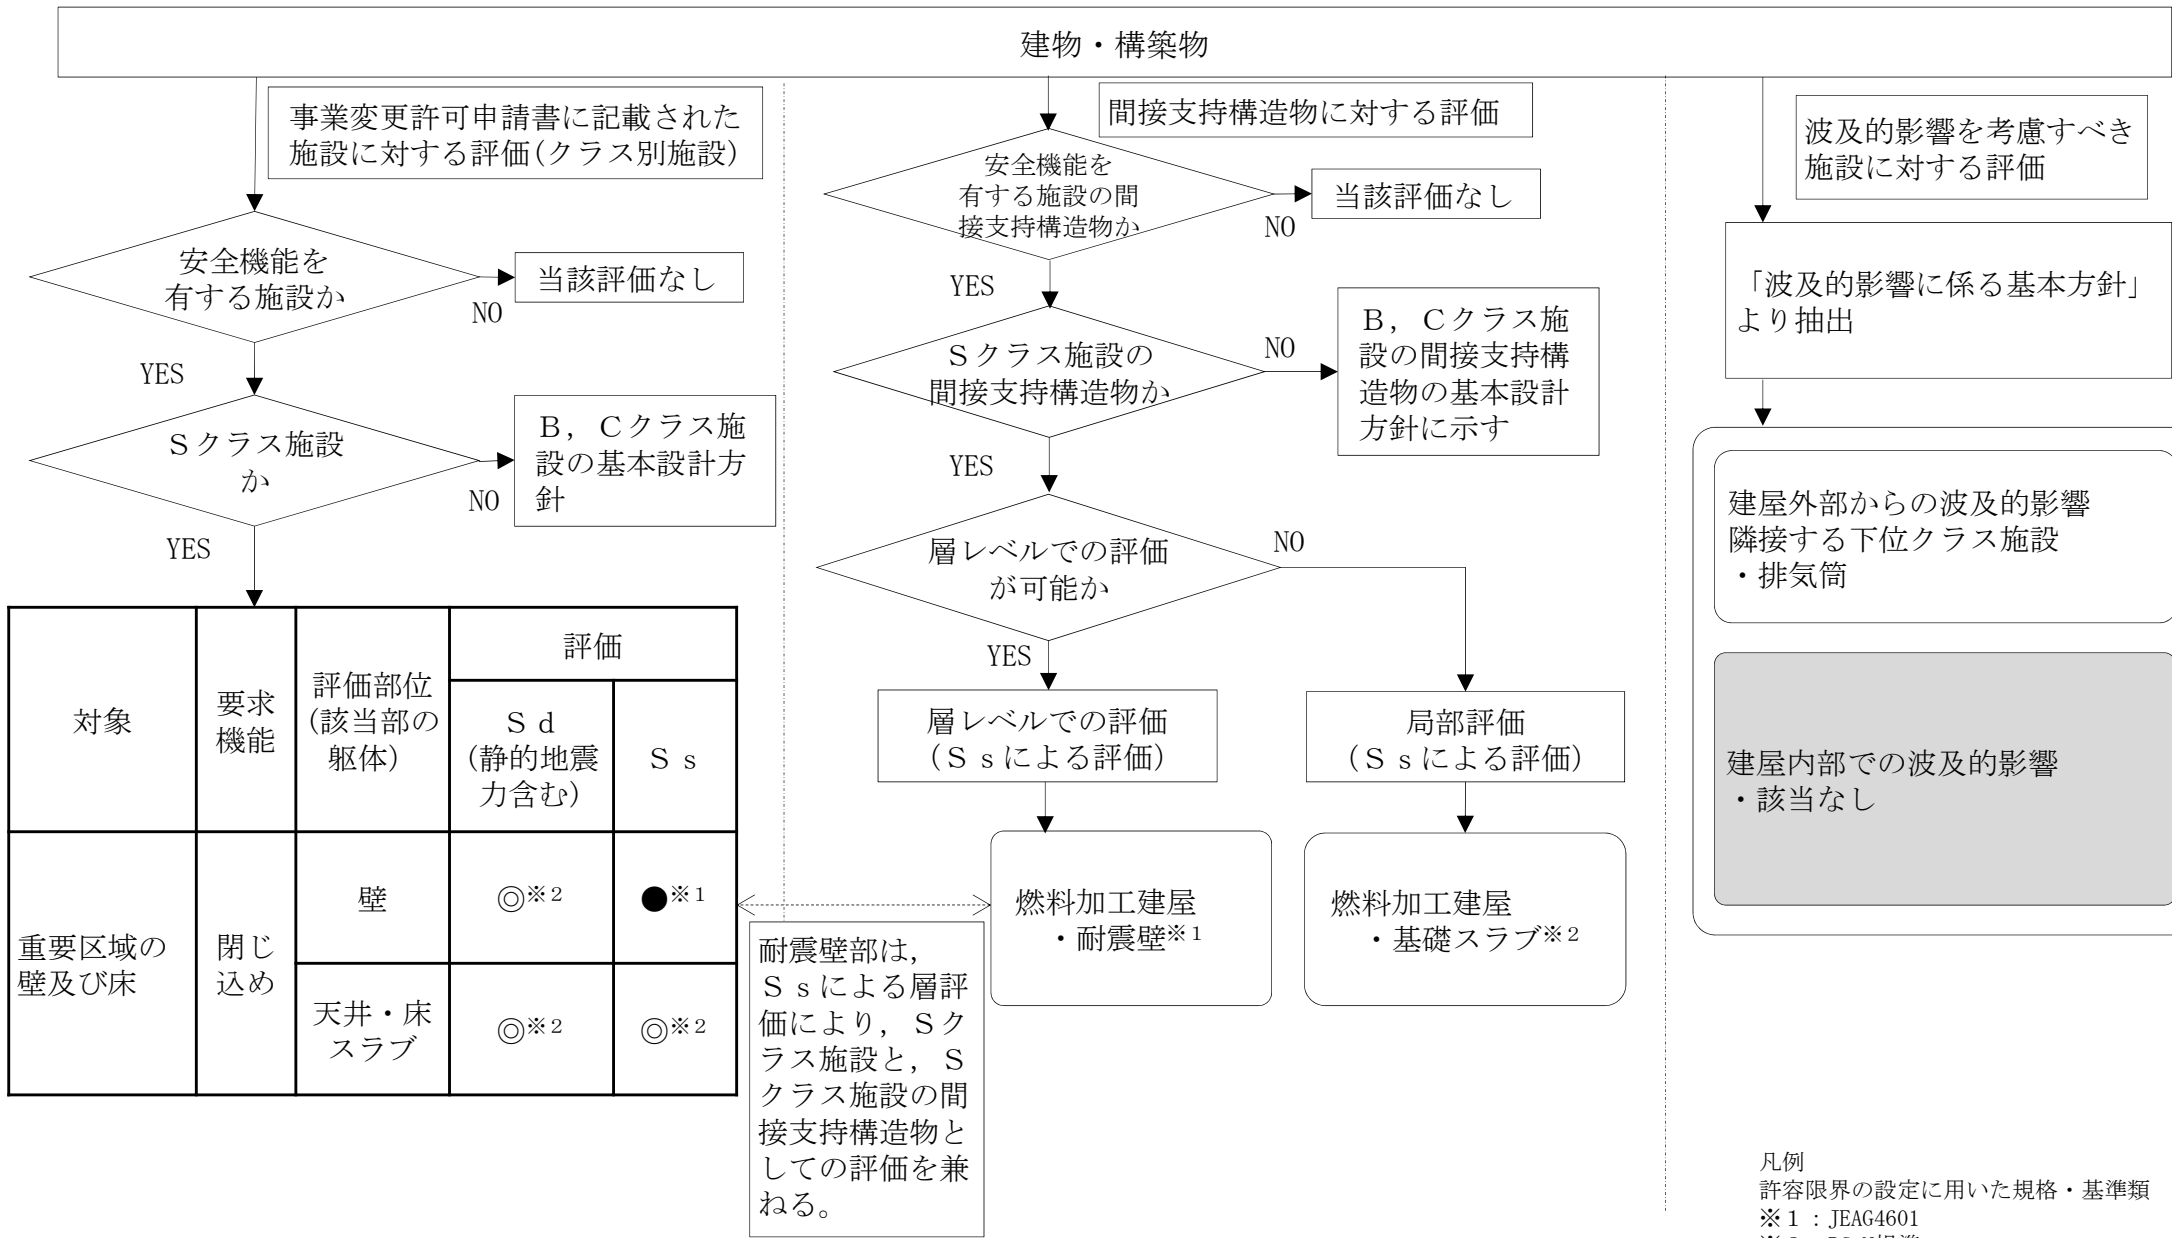 建物・構築物
事業変更許可申請書に記載された
施設に対する評価(クラス別施設)
安全機能を
有する施設か
NO
当該評価なし
YES
Sクラス施設
か
NO
B,Cクラス施
設の基本設計方
針
YES
対象
要求
機能
評価部位
(該当部の
躯体)
評価
Sd
(静的地震
力含む)
Ss
重要区域の
壁及び床
閉じ
込め
壁
◎※2
●※1
天井・床
スラブ
◎※2
◎※2
間接支持構造物に対する評価
安全機能を
有する施設の間
接支持構造物か
NO
当該評価なし
YES
Sクラス施設の
間接支持構造物か
NO
B,Cクラス施
設の間接支持構
造物の基本設計
方針に示す
YES
層レベルでの評価
が可能か
NO
YES
層レベルでの評価
(Ssによる評価)
局部評価
(Ssによる評価)
燃料加工建屋
・耐震壁※1
燃料加工建屋
・基礎スラブ※2
耐震壁部は,
Ssによる層評
価により,Sク
ラス施設と,S
クラス施設の間
接支持構造物と
しての評価を兼
ねる。
波及的影響を考慮すべき
施設に対する評価
「波及的影響に係る基本方針」
より抽出
建屋外部からの波及的影響
隣接する下位クラス施設
・排気筒
建屋内部での波及的影響
・該当なし
凡例
許容限界の設定に用いた規格・基準類
※1:JEAG4601